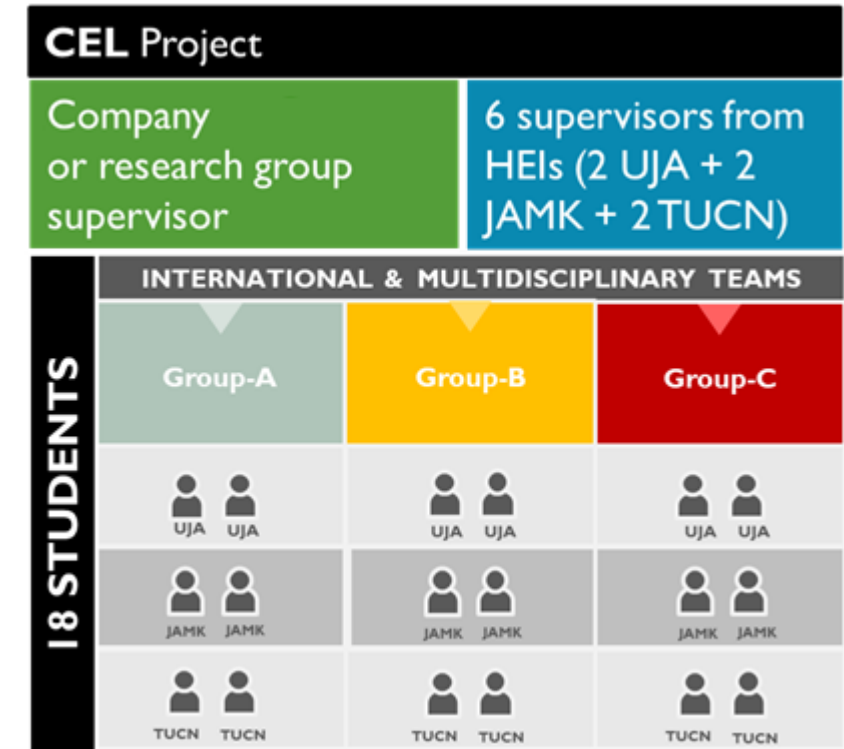 CEL Project
Company
or research group
supervisor
6 supervisors from
HEIs (2 UJA + 2
JAMK + 2 TUCN)
INTERNATIONAL & MULTIDISCIPLINARY TEAMS
18 STUDENTS
Group-A
Group-B
Group-C
UJA UJA
UJA UJA
UJA UJA
JAMK JAMK
JAMK JAMK
JAMK JAMK
TUCN TUCN
TUCN TUCN
TUCN TUCN